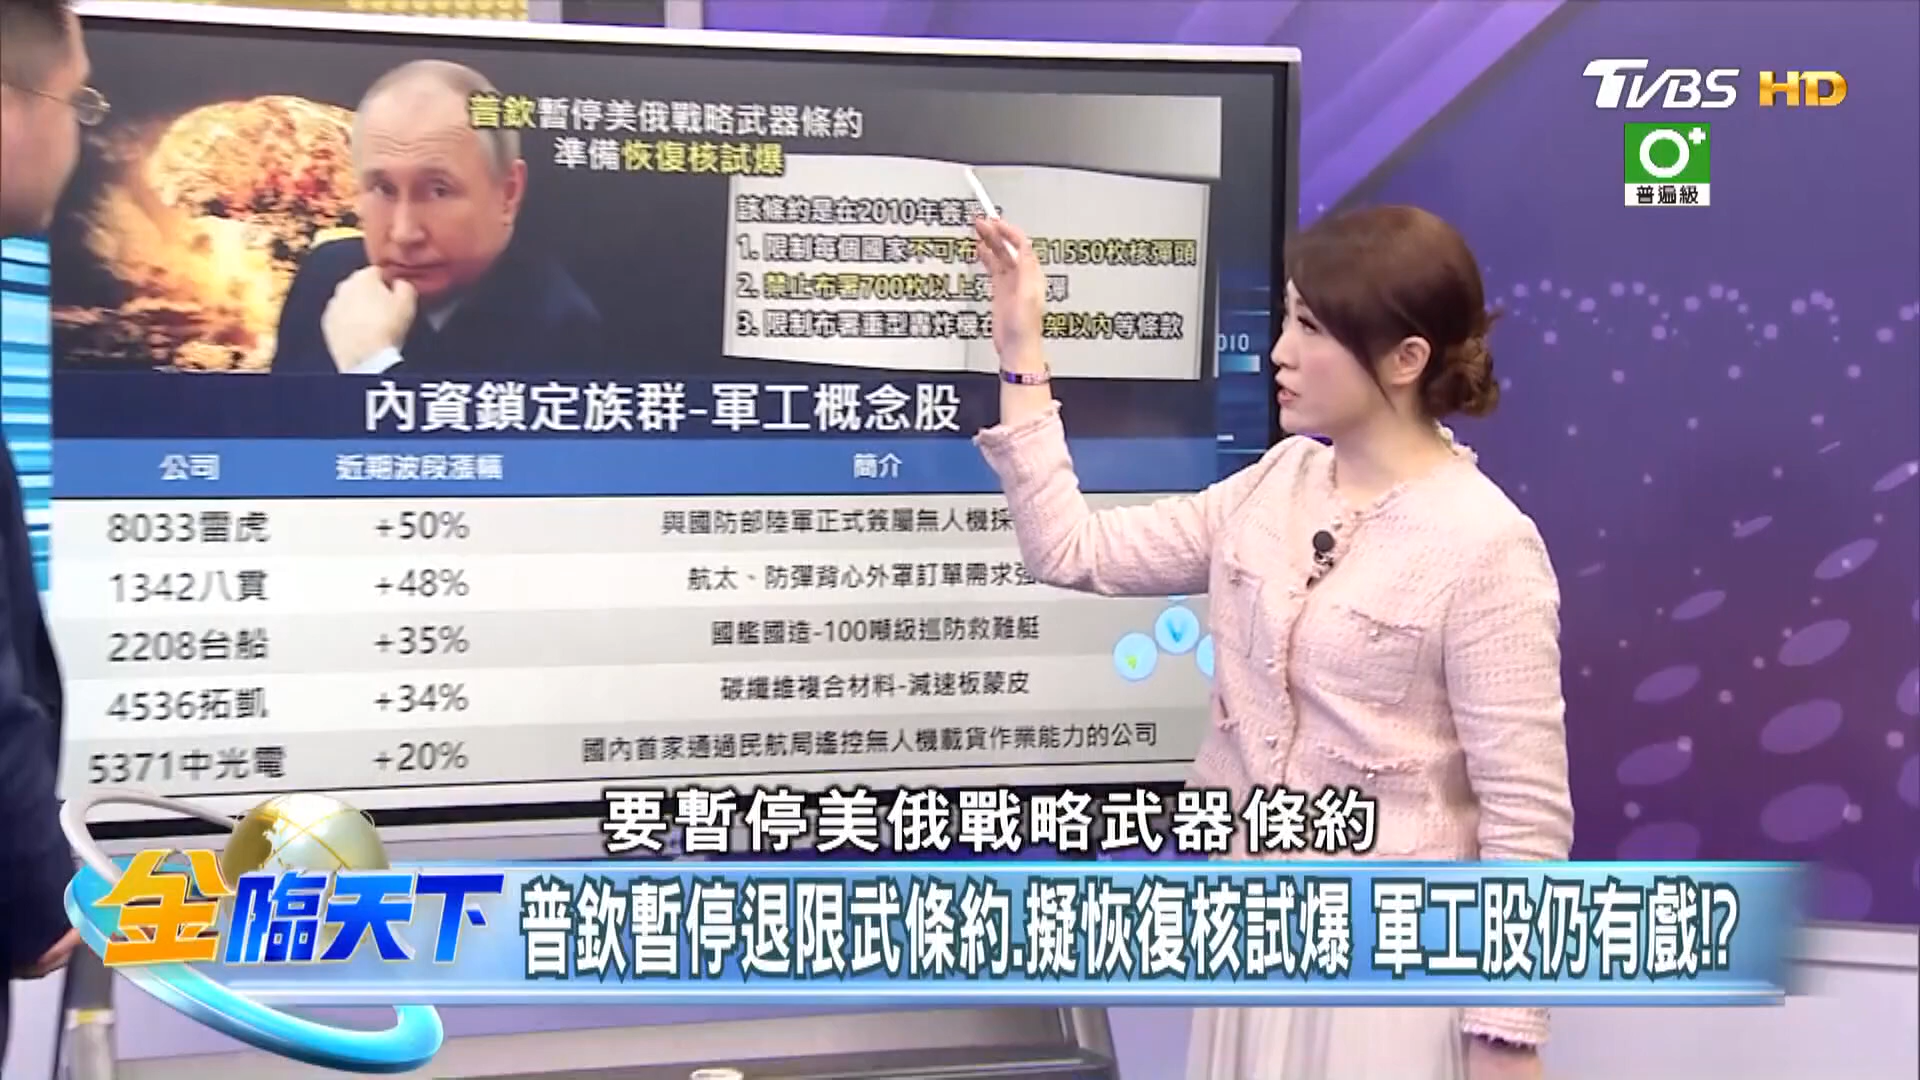 TVBS HD
普遍級
普欽暫停美俄戰略武器條約
準備恢復核試爆
該條約是在2010年簽署
1. 限制每個國家不可布 1550枚核彈頭
2. 禁止布署700枚以上彈 彈
3. 限制布署重型轟炸機在 架以內等條款
010
內資鎖定族群-軍工概念股
公司 近期波段漲幅 簡介
8033雷虎 +50% 與國防部陸軍正式簽屬無人機採
1342八貫 +48% 航太、防彈背心外罩訂單需求強
2208台船 +35% 國艦國造-100噸級巡防救難艇
4536拓凱 +34% 碳纖維複合材料-減速板蒙皮
5371中光電 +20% 國內首家通過民航局遙控無人機載貨作業能力的公司
要暫停美俄戰略武器條約
金臨天下
普欽暫停退限武條約.擬恢復核試爆 軍工股仍有戲!?